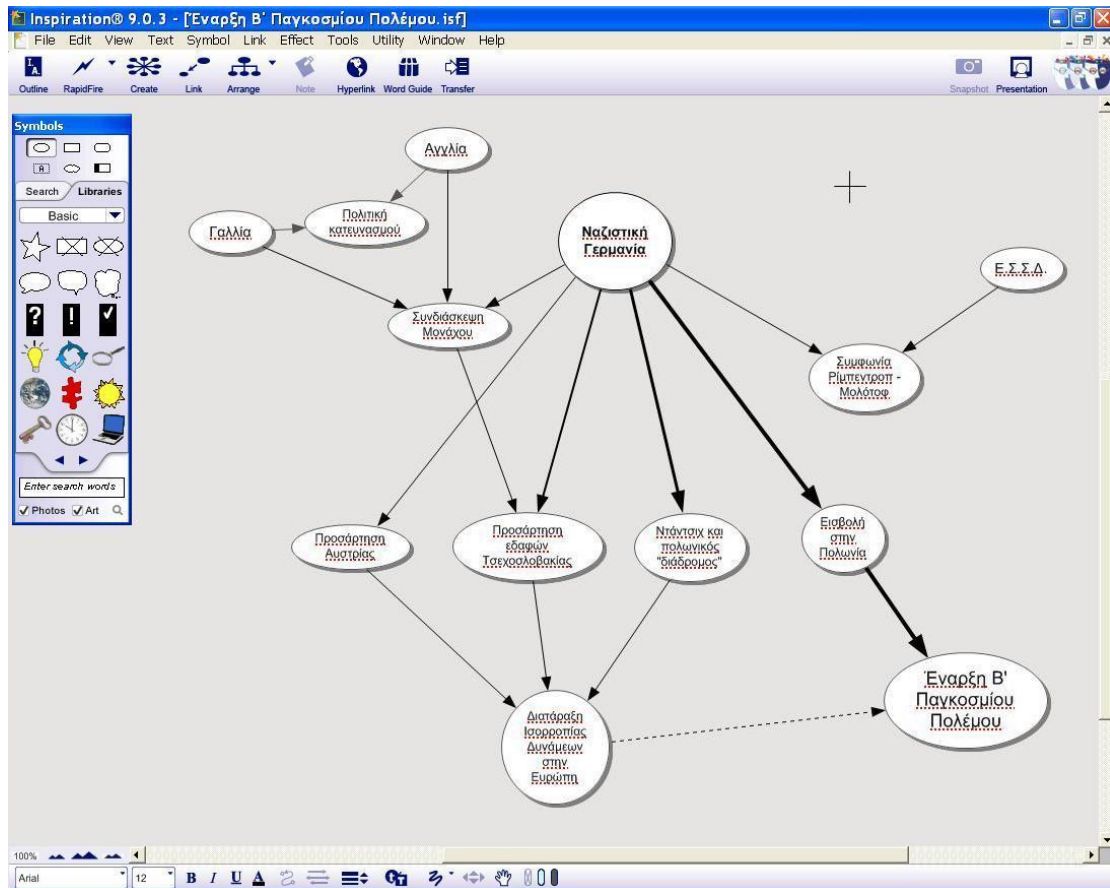 Inspiration® 9.0.3 - [Έναρξη Β' Παγκοσμίου Πολέμου.isf]
File Edit View Text Symbol Link Effect Tools Utility Window Help
Outline RapidFire Create Link Arrange Note Hyperlink Word Guide Transfer Snapshot Presentation
Symbols
Search Libraries
Basic
Enter search words
Photos Art
Αγγλία
Πολιτική
κατευνασμού
Γαλλία
Ναζιστική
Γερμανία
Ε.Σ.Σ.Δ.
Συνδιάσκεψη
Μονάχου
Συμφωνία
Ρίμπεντροπ -
Μολότοφ
Προσάρτηση
Αυστρίας
Προσάρτηση
εδαφών
Τσεχοσλοβακίας
Ντάντσιχ και
πολωνικός
"διάδρομος"
Εισβολή
στην
Πολωνία
Έναρξη Β'
Παγκοσμίου
Πολέμου
Διατάραξη
Ισορροπίας
Δυνάμεων
στην
Ευρώπη
100%
Arial 12 B I U A